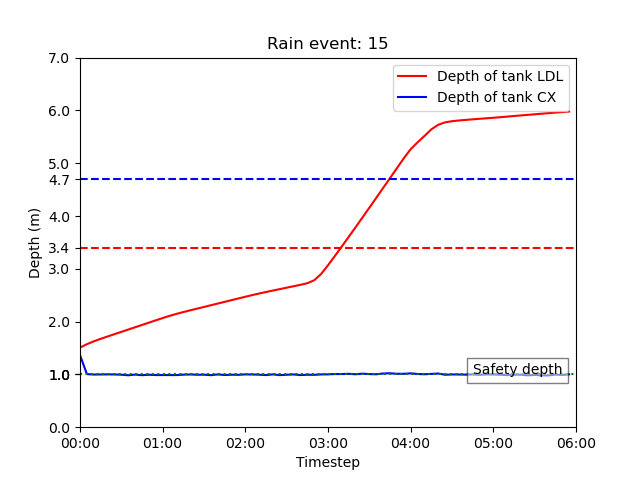 Rain event: 15
Depth of tank LDL
Depth of tank CX
Depth (m)
7.0
6.0
5.0
4.7
4.0
3.4
3.0
2.0
1.0
0.0
Safety depth
00:00 01:00 02:00 03:00 04:00 05:00 06:00
Timestep